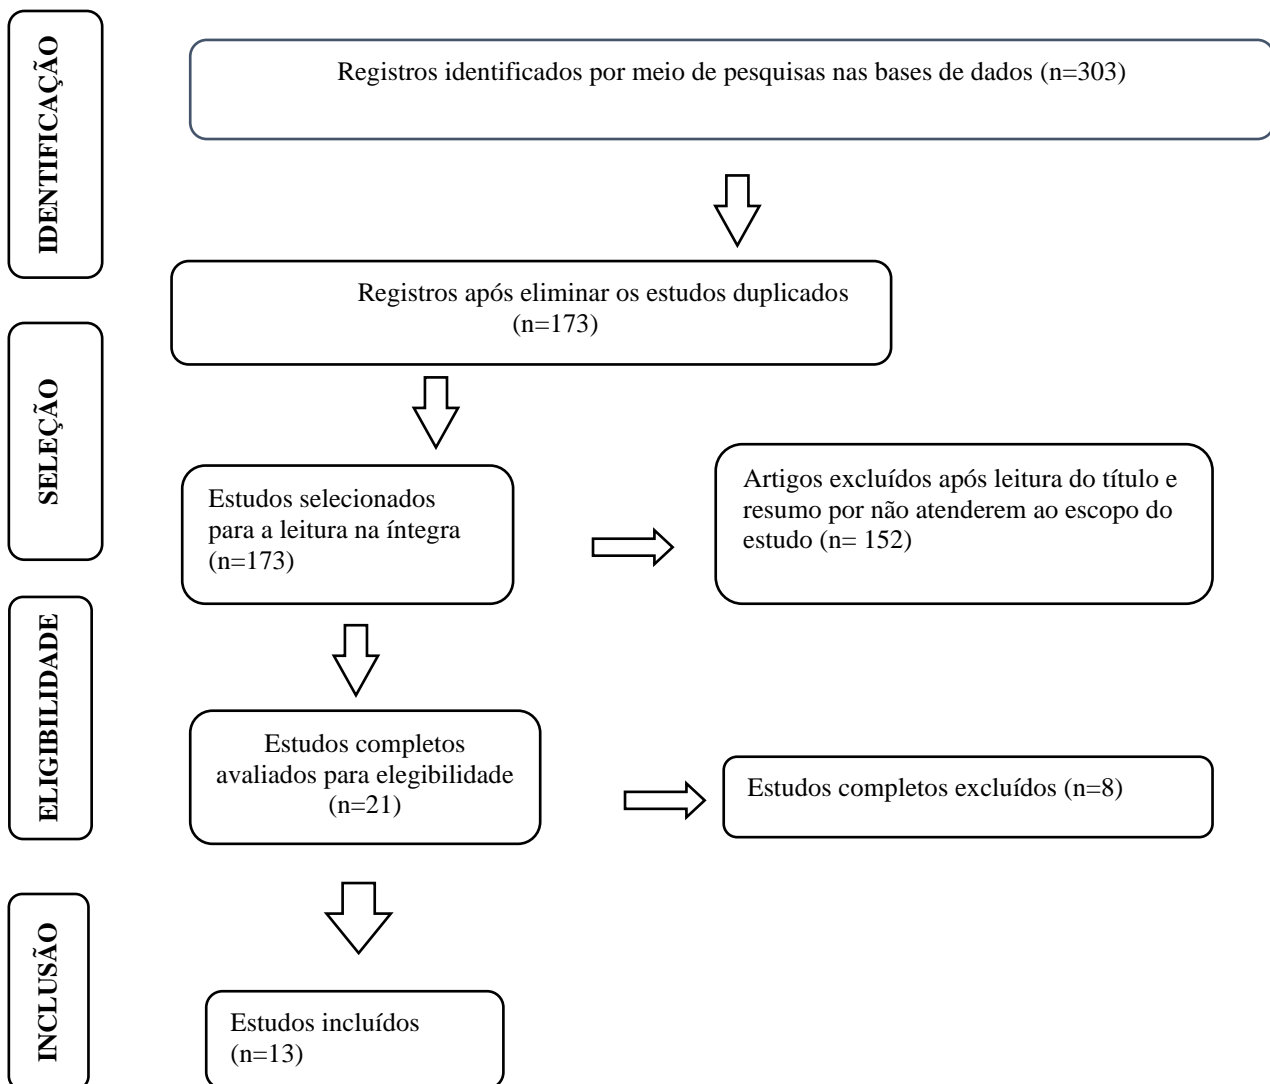 IDENTIFICAÇÃO
Registros identificados por meio de pesquisas nas bases de dados (n=303)
Registros após eliminar os estudos duplicados
(n=173)
SELEÇÃO
Estudos selecionados
para a leitura na íntegra
(n=173)
Artigos excluídos após leitura do título e
resumo por não atenderem ao escopo do
estudo (n= 152)
ELIGIBILIDADE
Estudos completos
avaliados para elegibilidade
(n=21)
Estudos completos excluídos (n=8)
INCLUSÃO
Estudos incluídos
(n=13)